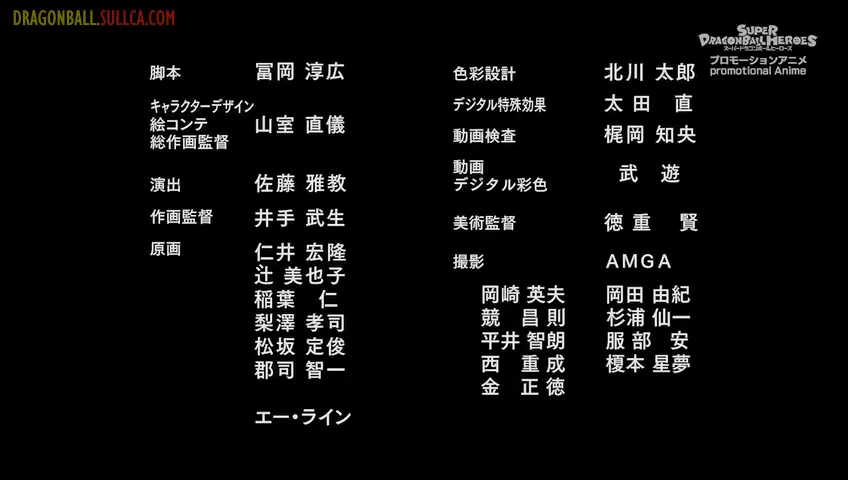 DRAGONBALL.SULLCA.COM
SUPER
DRAGONBALL HEROES
スーパードラゴンボールヒーローズ
プロモーションアニメ
promotional Anime
脚本 冨岡 淳広
キャラクターデザイン
絵コンテ
総作画監督
山室 直儀
演出 佐藤 雅教
作画監督 井手 武生
原画 仁井 宏隆
辻 美也子
稲葉 仁
梨澤 孝司
松坂 定俊
郡司 智一
エー・ライン
色彩設計 北川 太郎
デジタル特殊効果 太田 直
動画検査 梶岡 知央
動画
デジタル彩色
武 遊
美術監督 徳重 賢
撮影 AMGA
岡崎 英夫 岡田 由紀
競 昌則 杉浦 仙一
平井 智朗 服部 安
西 重成 榎本 星夢
金 正徳